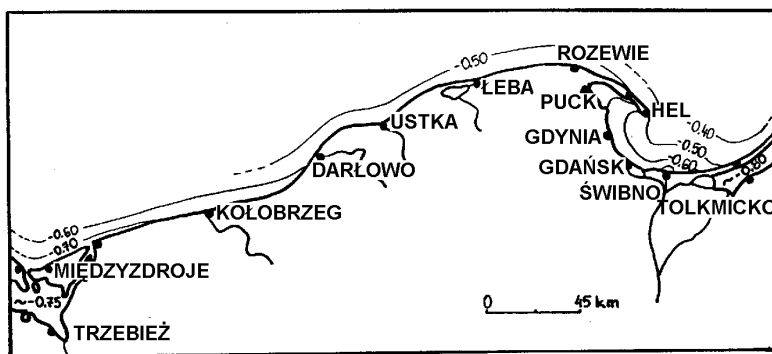 -0.50
ROZEWIE
ŁEBA
PUCK
HEL
USTKA
GDYNIA
-0.40
-0.50
-0.60
DARŁOWO
GDAŃSK
~-0.80
ŚWIBNO
TOLKMICKO
KOŁOBRZEG
-0.60
-0.70
MIĘDZYZDROJE
~-0.75
0 45 km
TRZEBIEŻ